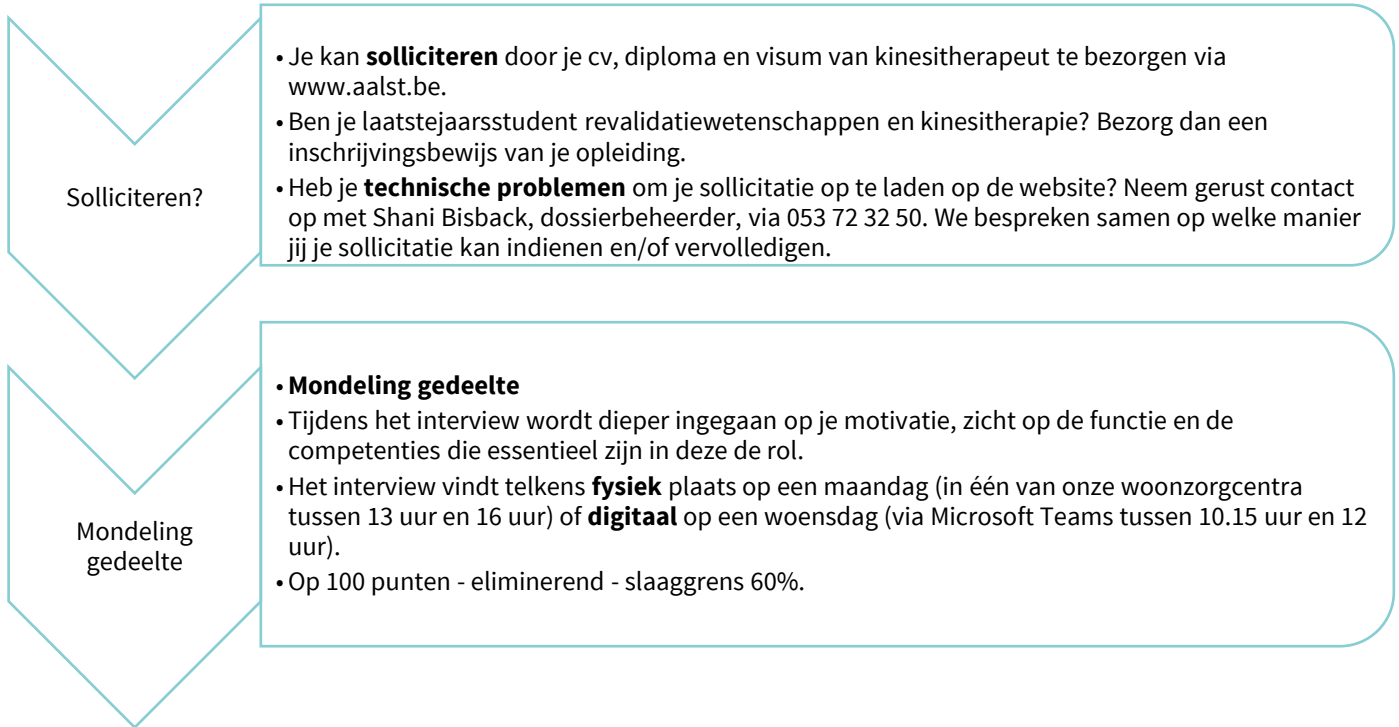 Solliciteren?
• Je kan solliciteren door je cv, diploma en visum van kinesitherapeut te bezorgen via
www.aalst.be.
• Ben je laatstejaarsstudent revalidatiewetenschappen en kinesitherapie? Bezorg dan een
inschrijvingsbewijs van je opleiding.
• Heb je technische problemen om je sollicitatie op te laden op de website? Neem gerust contact
op met Shani Bisback, dossierbeheerder, via 053 72 32 50. We bespreken samen op welke manier
jij je sollicitatie kan indienen en/of vervolledigen.
Mondeling
gedeelte
• Mondeling gedeelte
• Tijdens het interview wordt dieper ingegaan op je motivatie, zicht op de functie en de
competenties die essentieel zijn in deze de rol.
• Het interview vindt telkens fysiek plaats op een maandag (in één van onze woonzorgcentra
tussen 13 uur en 16 uur) of digitaal op een woensdag (via Microsoft Teams tussen 10.15 uur en 12
uur).
• Op 100 punten - eliminerend - slaaggrens 60%.